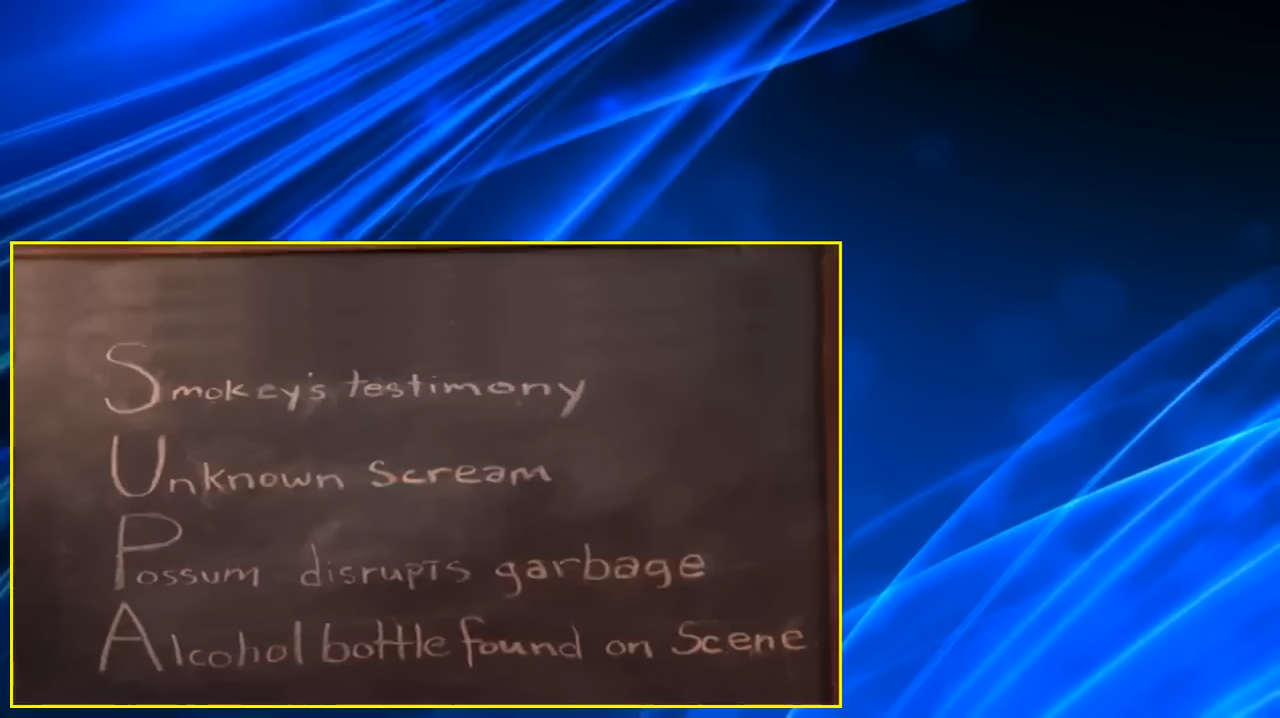 Smokey's testimony
Unknown Scream
Possum disrupts garbage
Alcohol bottle found on Scene